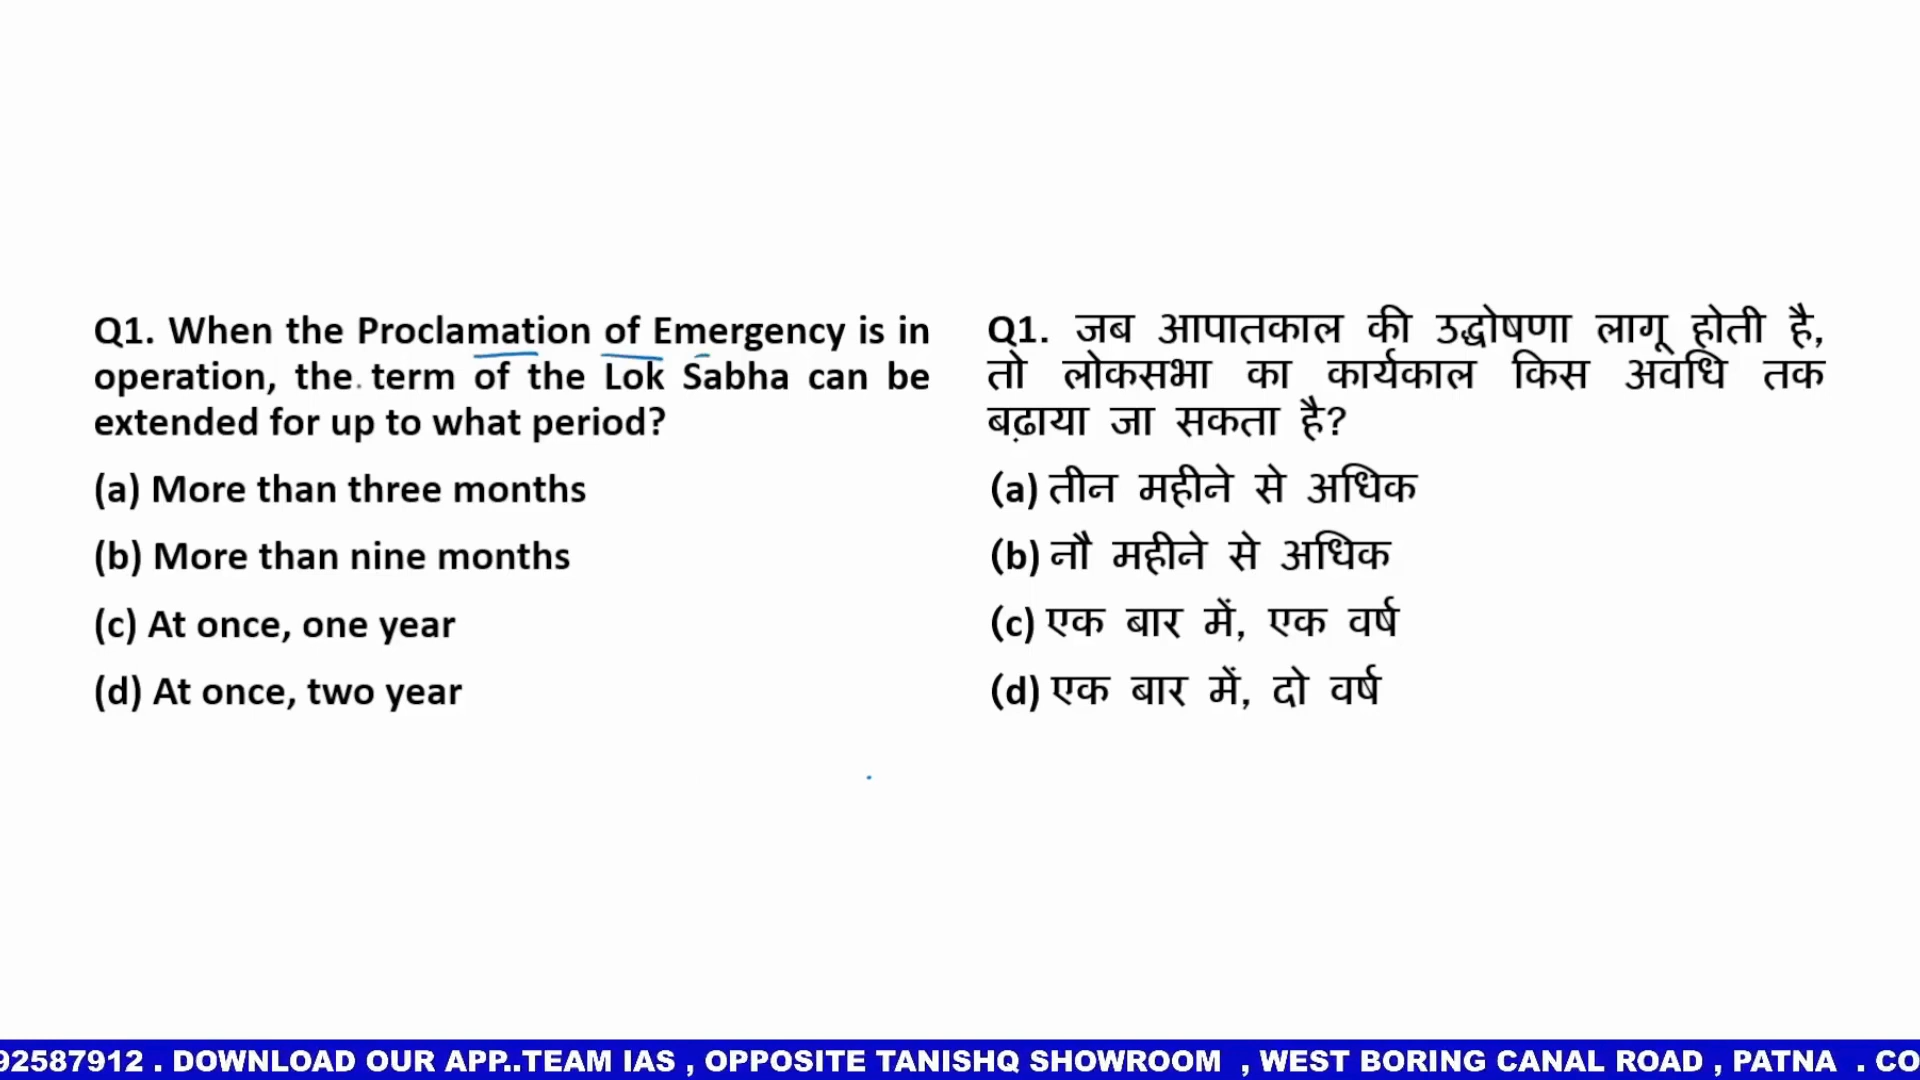 Q1. When the Proclamation of Emergency is in
operation, the term of the Lok Sabha can be
extended for up to what period?
(a) More than three months
(b) More than nine months
(c) At once, one year
(d) At once, two year
Q1. जब आपातकाल की उद्धोषणा लागू होती है,
तो लोकसभा का कार्यकाल किस अवधि तक
बढ़ाया जा सकता है?
(a) तीन महीने से अधिक
(b) नौ महीने से अधिक
(c) एक बार में, एक वर्ष
(d) एक बार में, दो वर्ष
92587912 . DOWNLOAD OUR APP..TEAM IAS , OPPOSITE TANISHQ SHOWROOM , WEST BORING CANAL ROAD , PATNA . CO